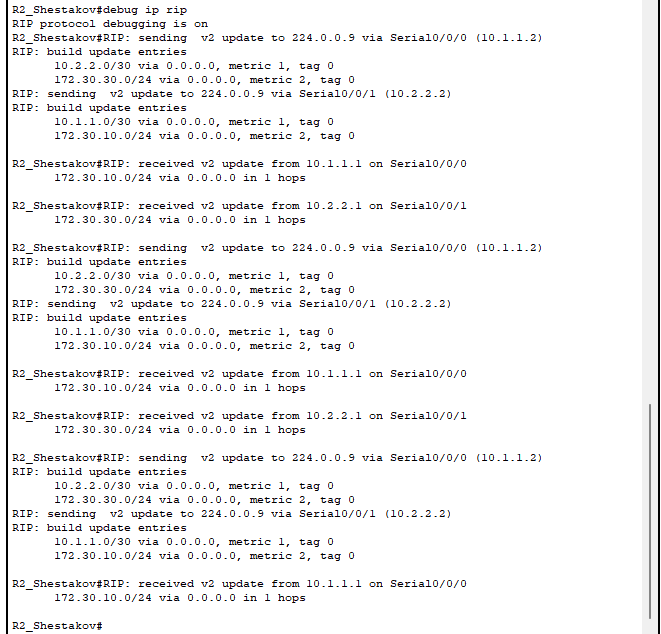 R2_Shestakov#debug ip rip
RIP protocol debugging is on
R2_Shestakov#RIP: sending  v2 update to 224.0.0.9 via Serial0/0/0 (10.1.1.2)
RIP: build update entries
      10.2.2.0/30 via 0.0.0.0, metric 1, tag 0
      172.30.30.0/24 via 0.0.0.0, metric 2, tag 0
RIP: sending  v2 update to 224.0.0.9 via Serial0/0/1 (10.2.2.2)
RIP: build update entries
      10.1.1.0/30 via 0.0.0.0, metric 1, tag 0
      172.30.10.0/24 via 0.0.0.0, metric 2, tag 0

R2_Shestakov#RIP: received v2 update from 10.1.1.1 on Serial0/0/0
      172.30.10.0/24 via 0.0.0.0 in 1 hops

R2_Shestakov#RIP: received v2 update from 10.2.2.1 on Serial0/0/1
      172.30.30.0/24 via 0.0.0.0 in 1 hops

R2_Shestakov#RIP: sending  v2 update to 224.0.0.9 via Serial0/0/0 (10.1.1.2)
RIP: build update entries
      10.2.2.0/30 via 0.0.0.0, metric 1, tag 0
      172.30.30.0/24 via 0.0.0.0, metric 2, tag 0
RIP: sending  v2 update to 224.0.0.9 via Serial0/0/1 (10.2.2.2)
RIP: build update entries
      10.1.1.0/30 via 0.0.0.0, metric 1, tag 0
      172.30.10.0/24 via 0.0.0.0, metric 2, tag 0

R2_Shestakov#RIP: received v2 update from 10.1.1.1 on Serial0/0/0
      172.30.10.0/24 via 0.0.0.0 in 1 hops

R2_Shestakov#RIP: received v2 update from 10.2.2.1 on Serial0/0/1
      172.30.30.0/24 via 0.0.0.0 in 1 hops

R2_Shestakov#RIP: sending  v2 update to 224.0.0.9 via Serial0/0/0 (10.1.1.2)
RIP: build update entries
      10.2.2.0/30 via 0.0.0.0, metric 1, tag 0
      172.30.30.0/24 via 0.0.0.0, metric 2, tag 0
RIP: sending  v2 update to 224.0.0.9 via Serial0/0/1 (10.2.2.2)
RIP: build update entries
      10.1.1.0/30 via 0.0.0.0, metric 1, tag 0
      172.30.10.0/24 via 0.0.0.0, metric 2, tag 0

R2_Shestakov#RIP: received v2 update from 10.1.1.1 on Serial0/0/0
      172.30.10.0/24 via 0.0.0.0 in 1 hops

R2_Shestakov#